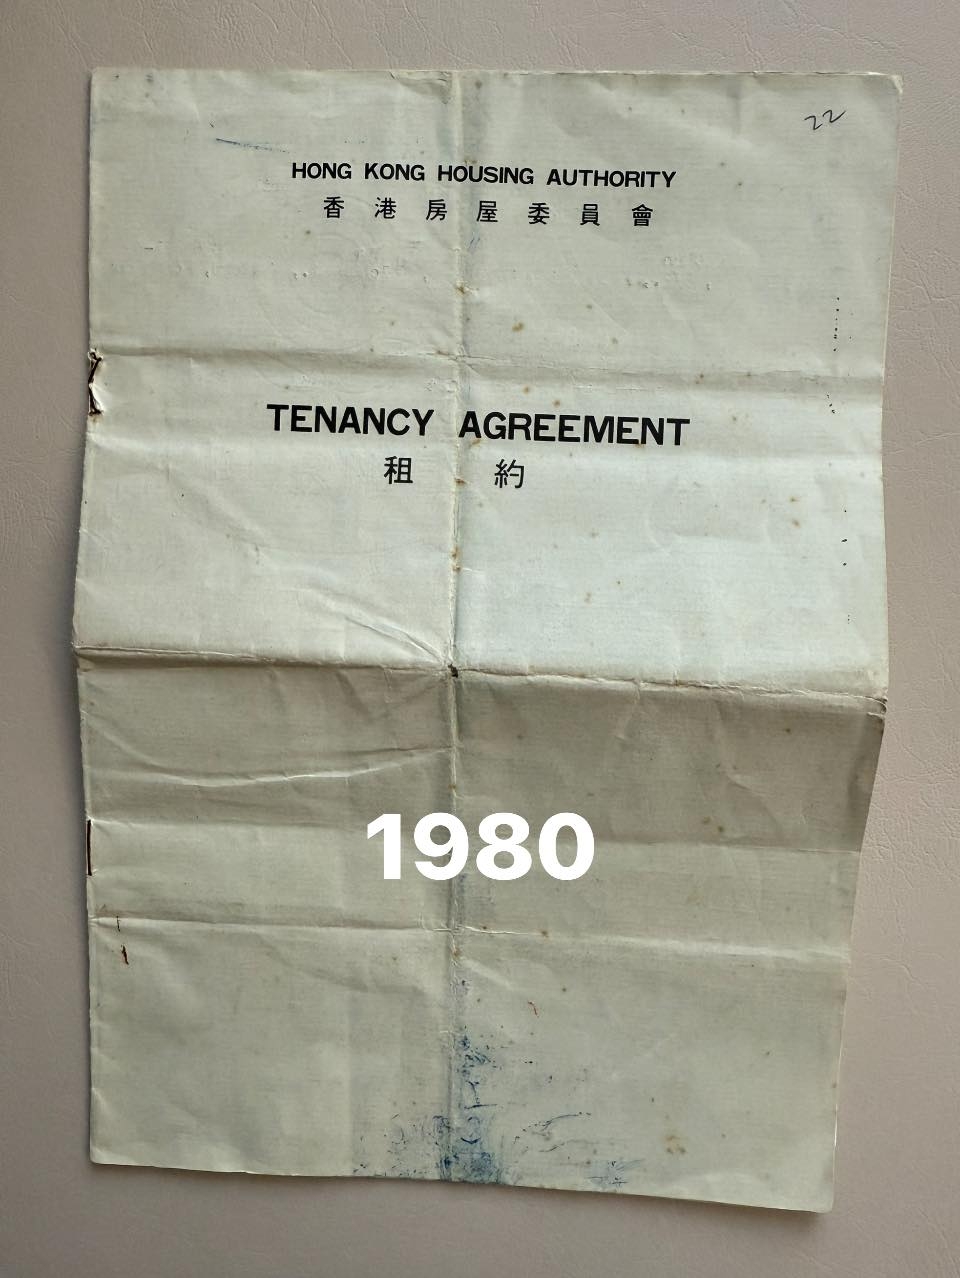 22
HONG KONG HOUSING AUTHORITY
香港房屋委員會
TENANCY AGREEMENT
租約
1980